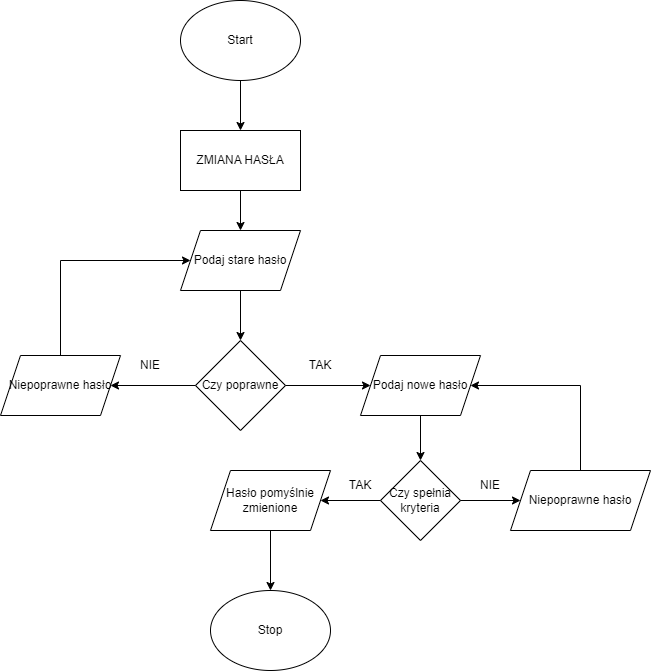 Start
ZMIANA HASŁA
Podaj stare hasło
NIE
TAK
Niepoprawne hasło
Czy poprawne
Podaj nowe hasło
TAK
NIE
Hasło pomyślnie
zmienione
Czy spełnia
kryteria
Niepoprawne hasło
Stop